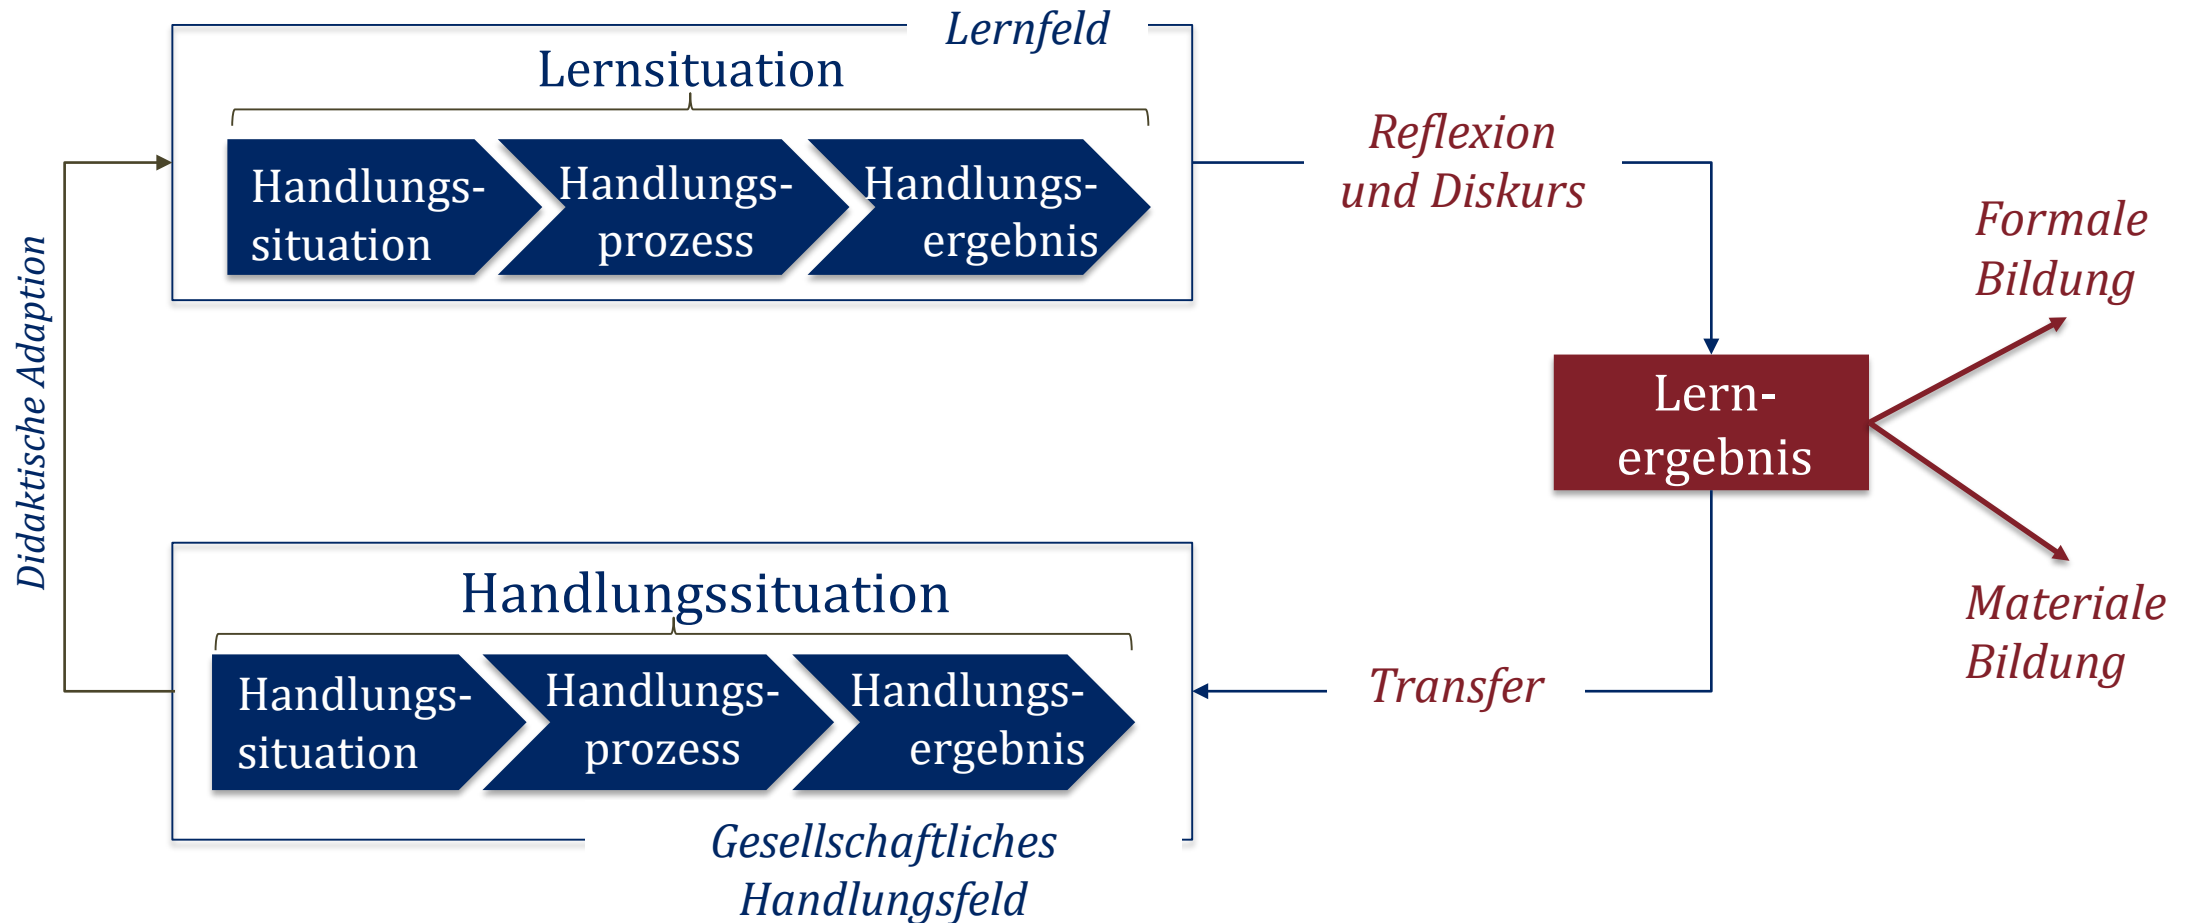 Lernfeld
Lernsituation
Handlungs-
situation
Handlungs-
prozess
Handlungs-
ergebnis
Reflexion
und Diskurs
Formale
Bildung
Didaktische Adaption
Lern-
ergebnis
Materiale
Bildung
Handlungssituation
Handlungs-
situation
Handlungs-
prozess
Handlungs-
ergebnis
Transfer
Gesellschaftliches
Handlungsfeld